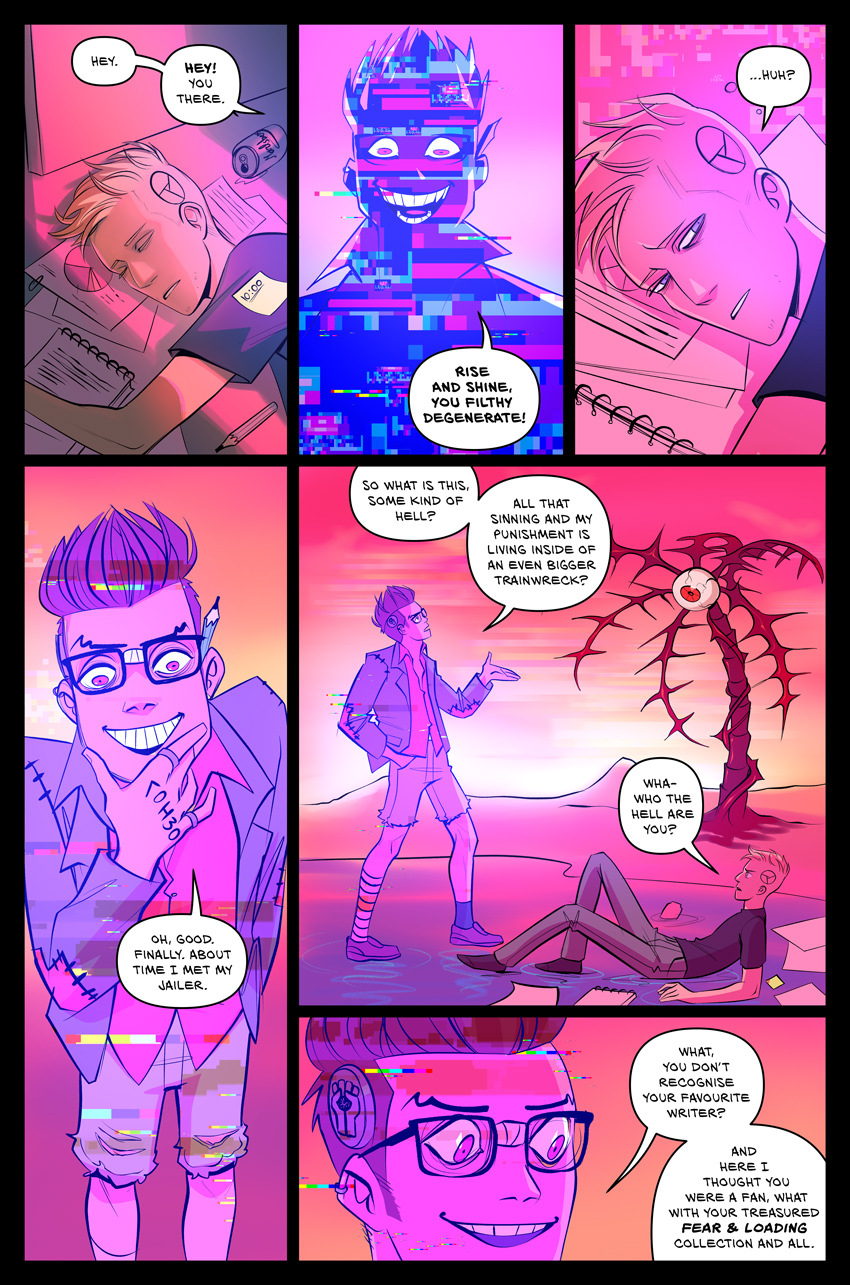 HEY.
HEY!
YOU
THERE.
10:00
RISE
AND SHINE,
YOU FILTHY
DEGENERATE!
...HUH?
OH, GOOD.
FINALLY. ABOUT
TIME I MET MY
JAILER.
SO WHAT IS THIS,
SOME KIND OF
HELL?
ALL THAT
SINNING AND MY
PUNISHMENT IS
LIVING INSIDE OF
AN EVEN BIGGER
TRAINWRECK?
WHA-
WHO THE
HELL ARE
YOU?
WHAT,
YOU DON'T
RECOGNISE
YOUR FAVOURITE
WRITER?
AND
HERE I
THOUGHT YOU
WERE A FAN, WHAT
WITH YOUR TREASURED
FEAR & LOADING
COLLECTION AND ALL.